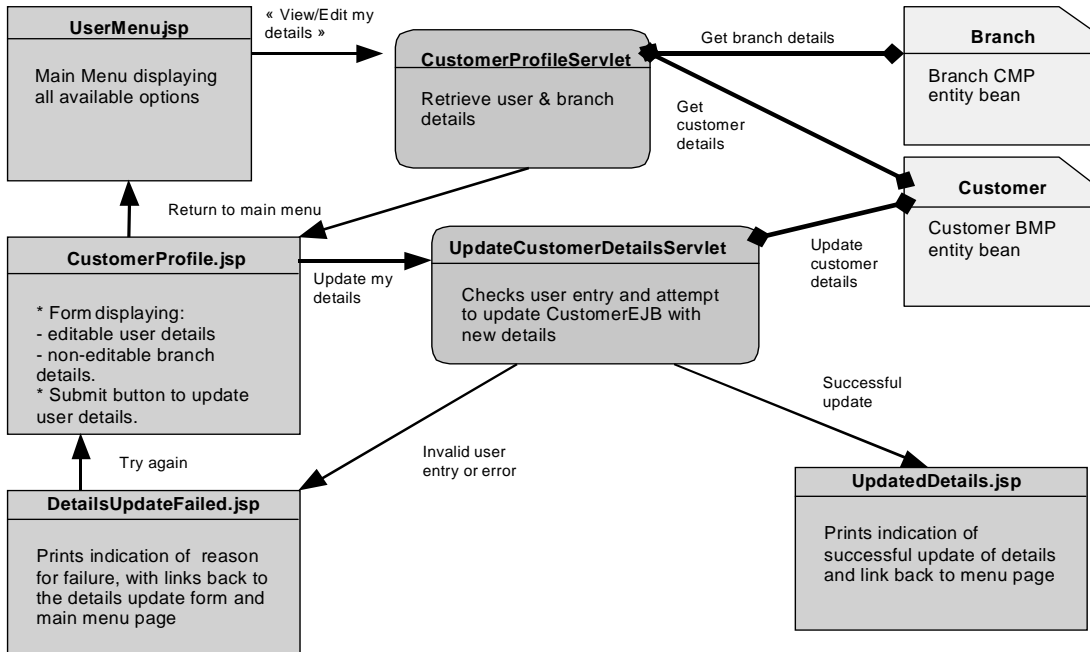 UserMenu.jsp
Main Menu displaying
all available options
« View/Edit my
details »
CustomerProfileServlet
Retrieve user & branch
details
Get branch details
Branch
Branch CMP
entity bean
Get
customer
details
Customer
Customer BMP
entity bean
Return to main menu
CustomerProfile.jsp
* Form displaying:
- editable user details
- non-editable branch
details.
* Submit button to update
user details.
Update my
details
UpdateCustomerDetailsServlet
Checks user entry and attempt
to update CustomerEJB with
new details
Update
customer
details
Try again
Invalid user
entry or error
Successful
update
DetailsUpdateFailed.jsp
Prints indication of reason
for failure, with links back to
the details update form and
main menu page
UpdatedDetails.jsp
Prints indication of
successful update of details
and link back to menu page